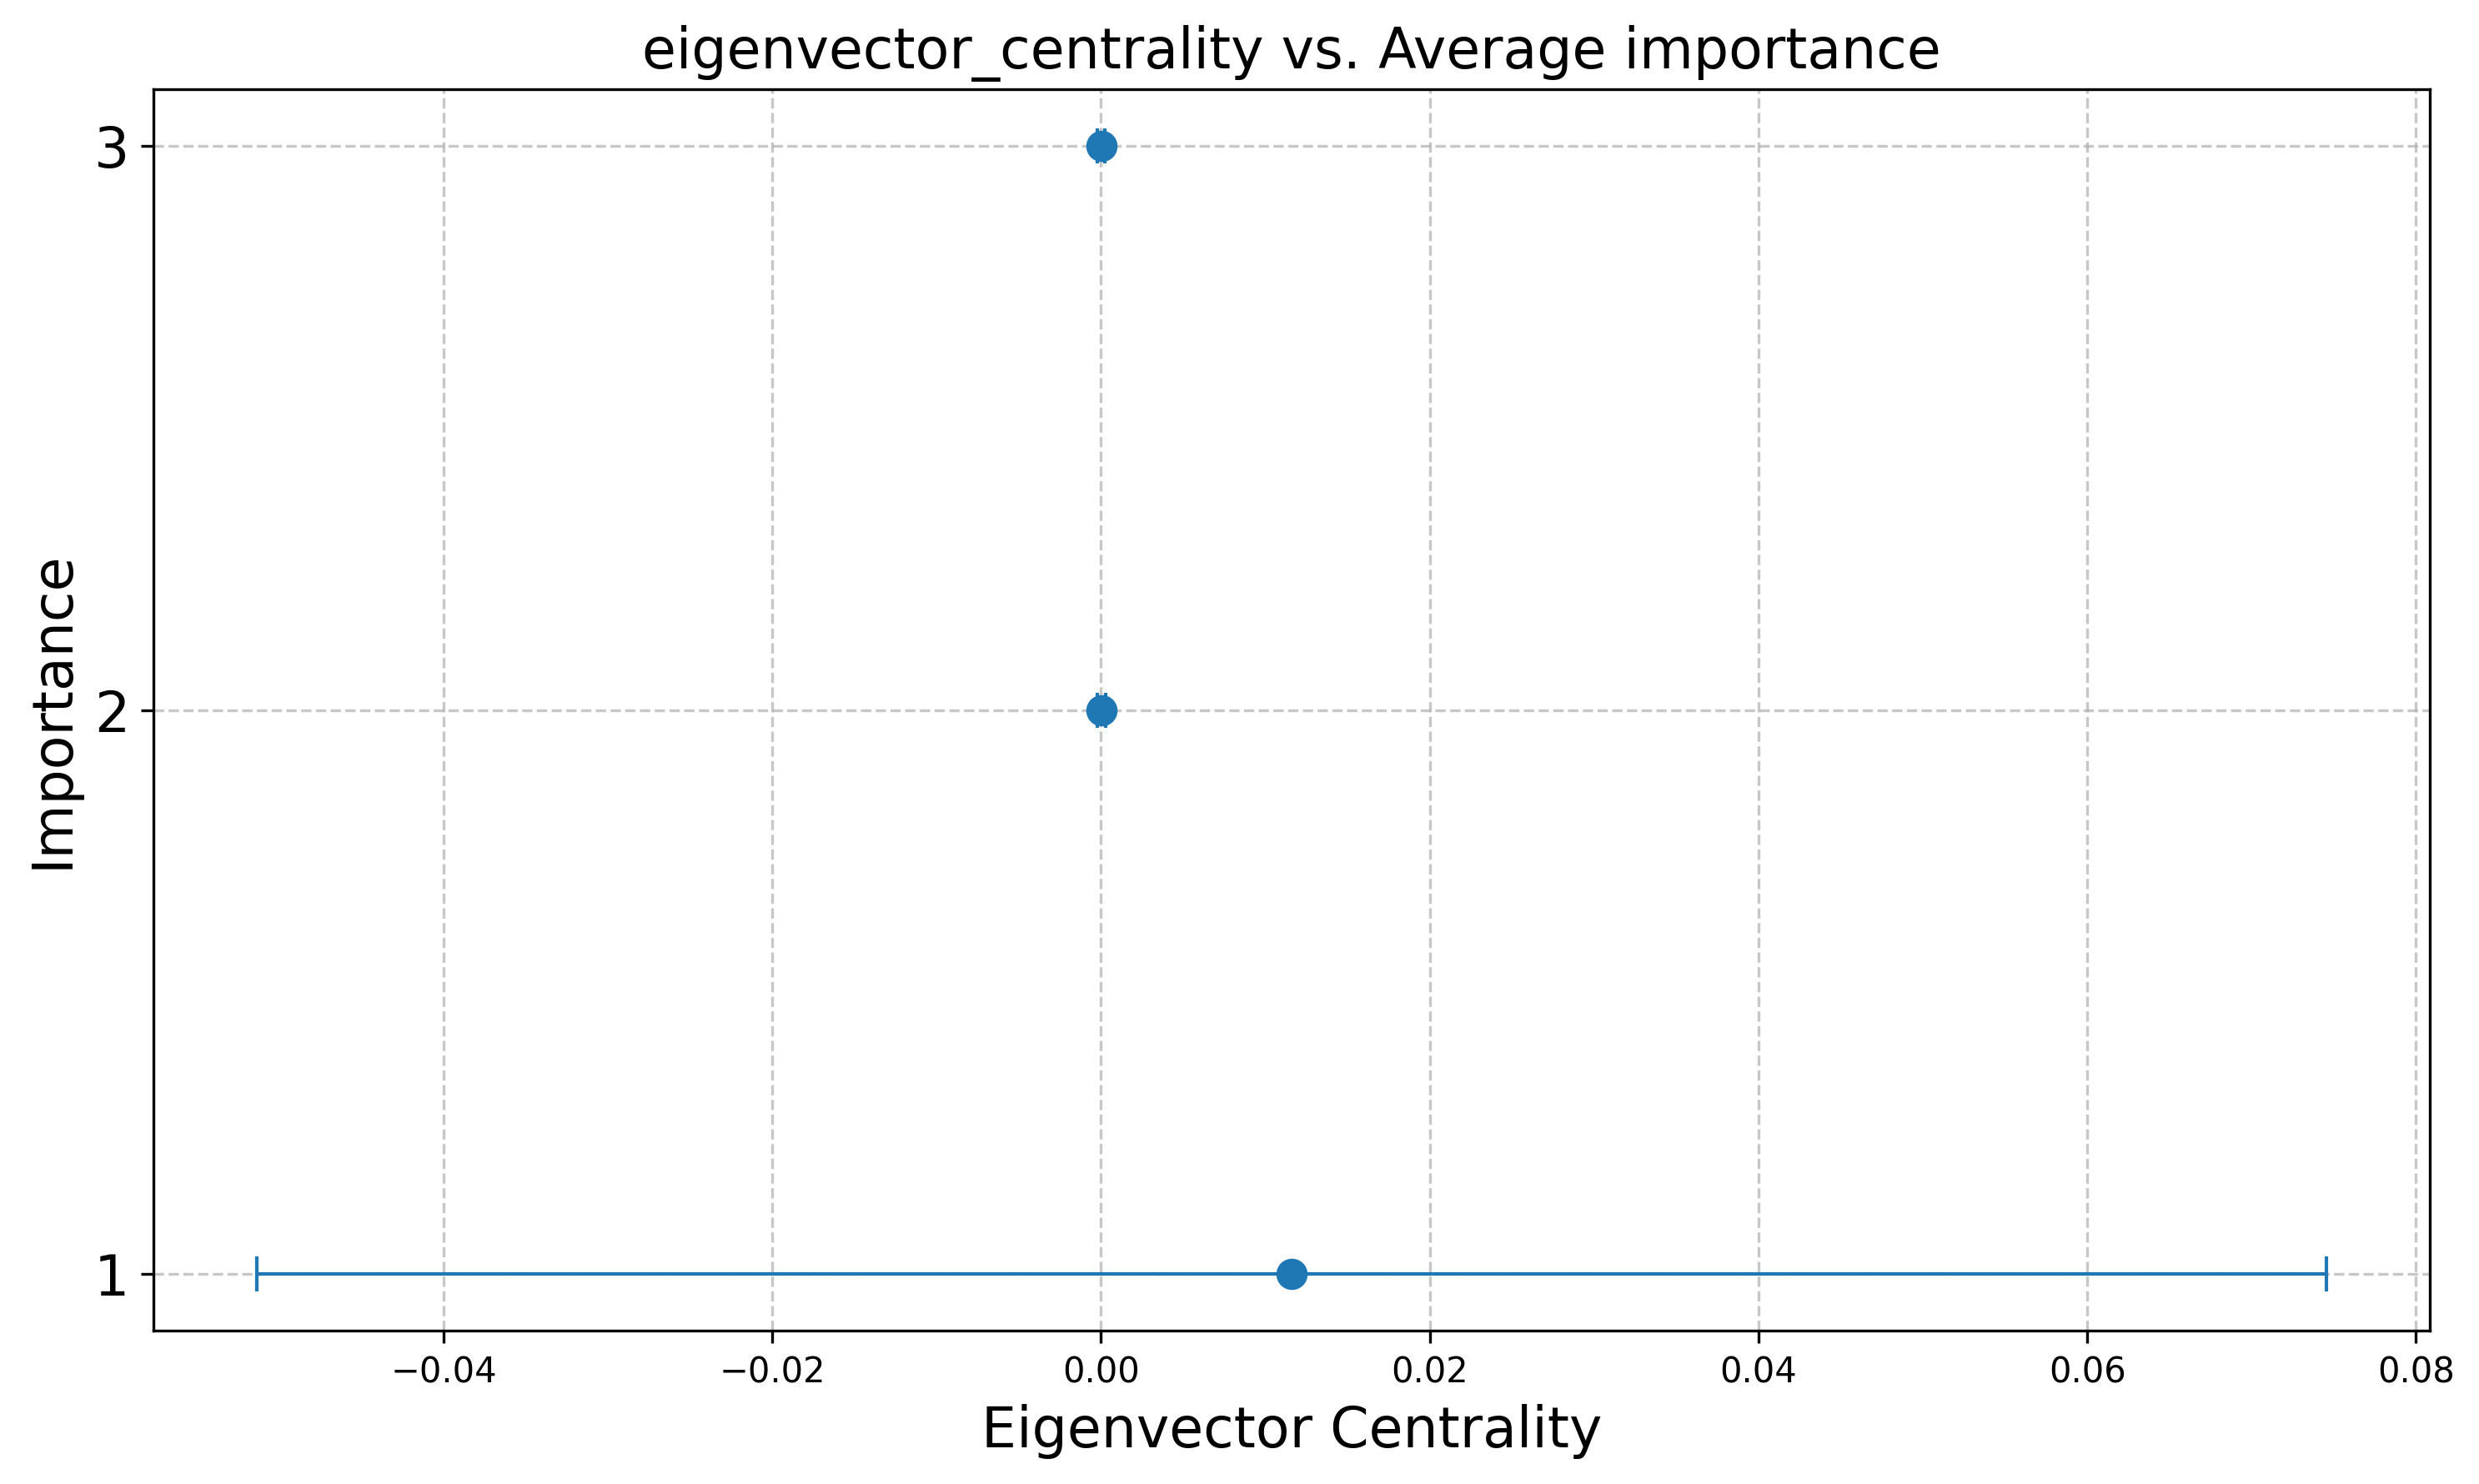 eigenvector_centrality vs. Average importance
3
2
1
Importance
−0.04 −0.02 0.00 0.02 0.04 0.06 0.08
Eigenvector Centrality